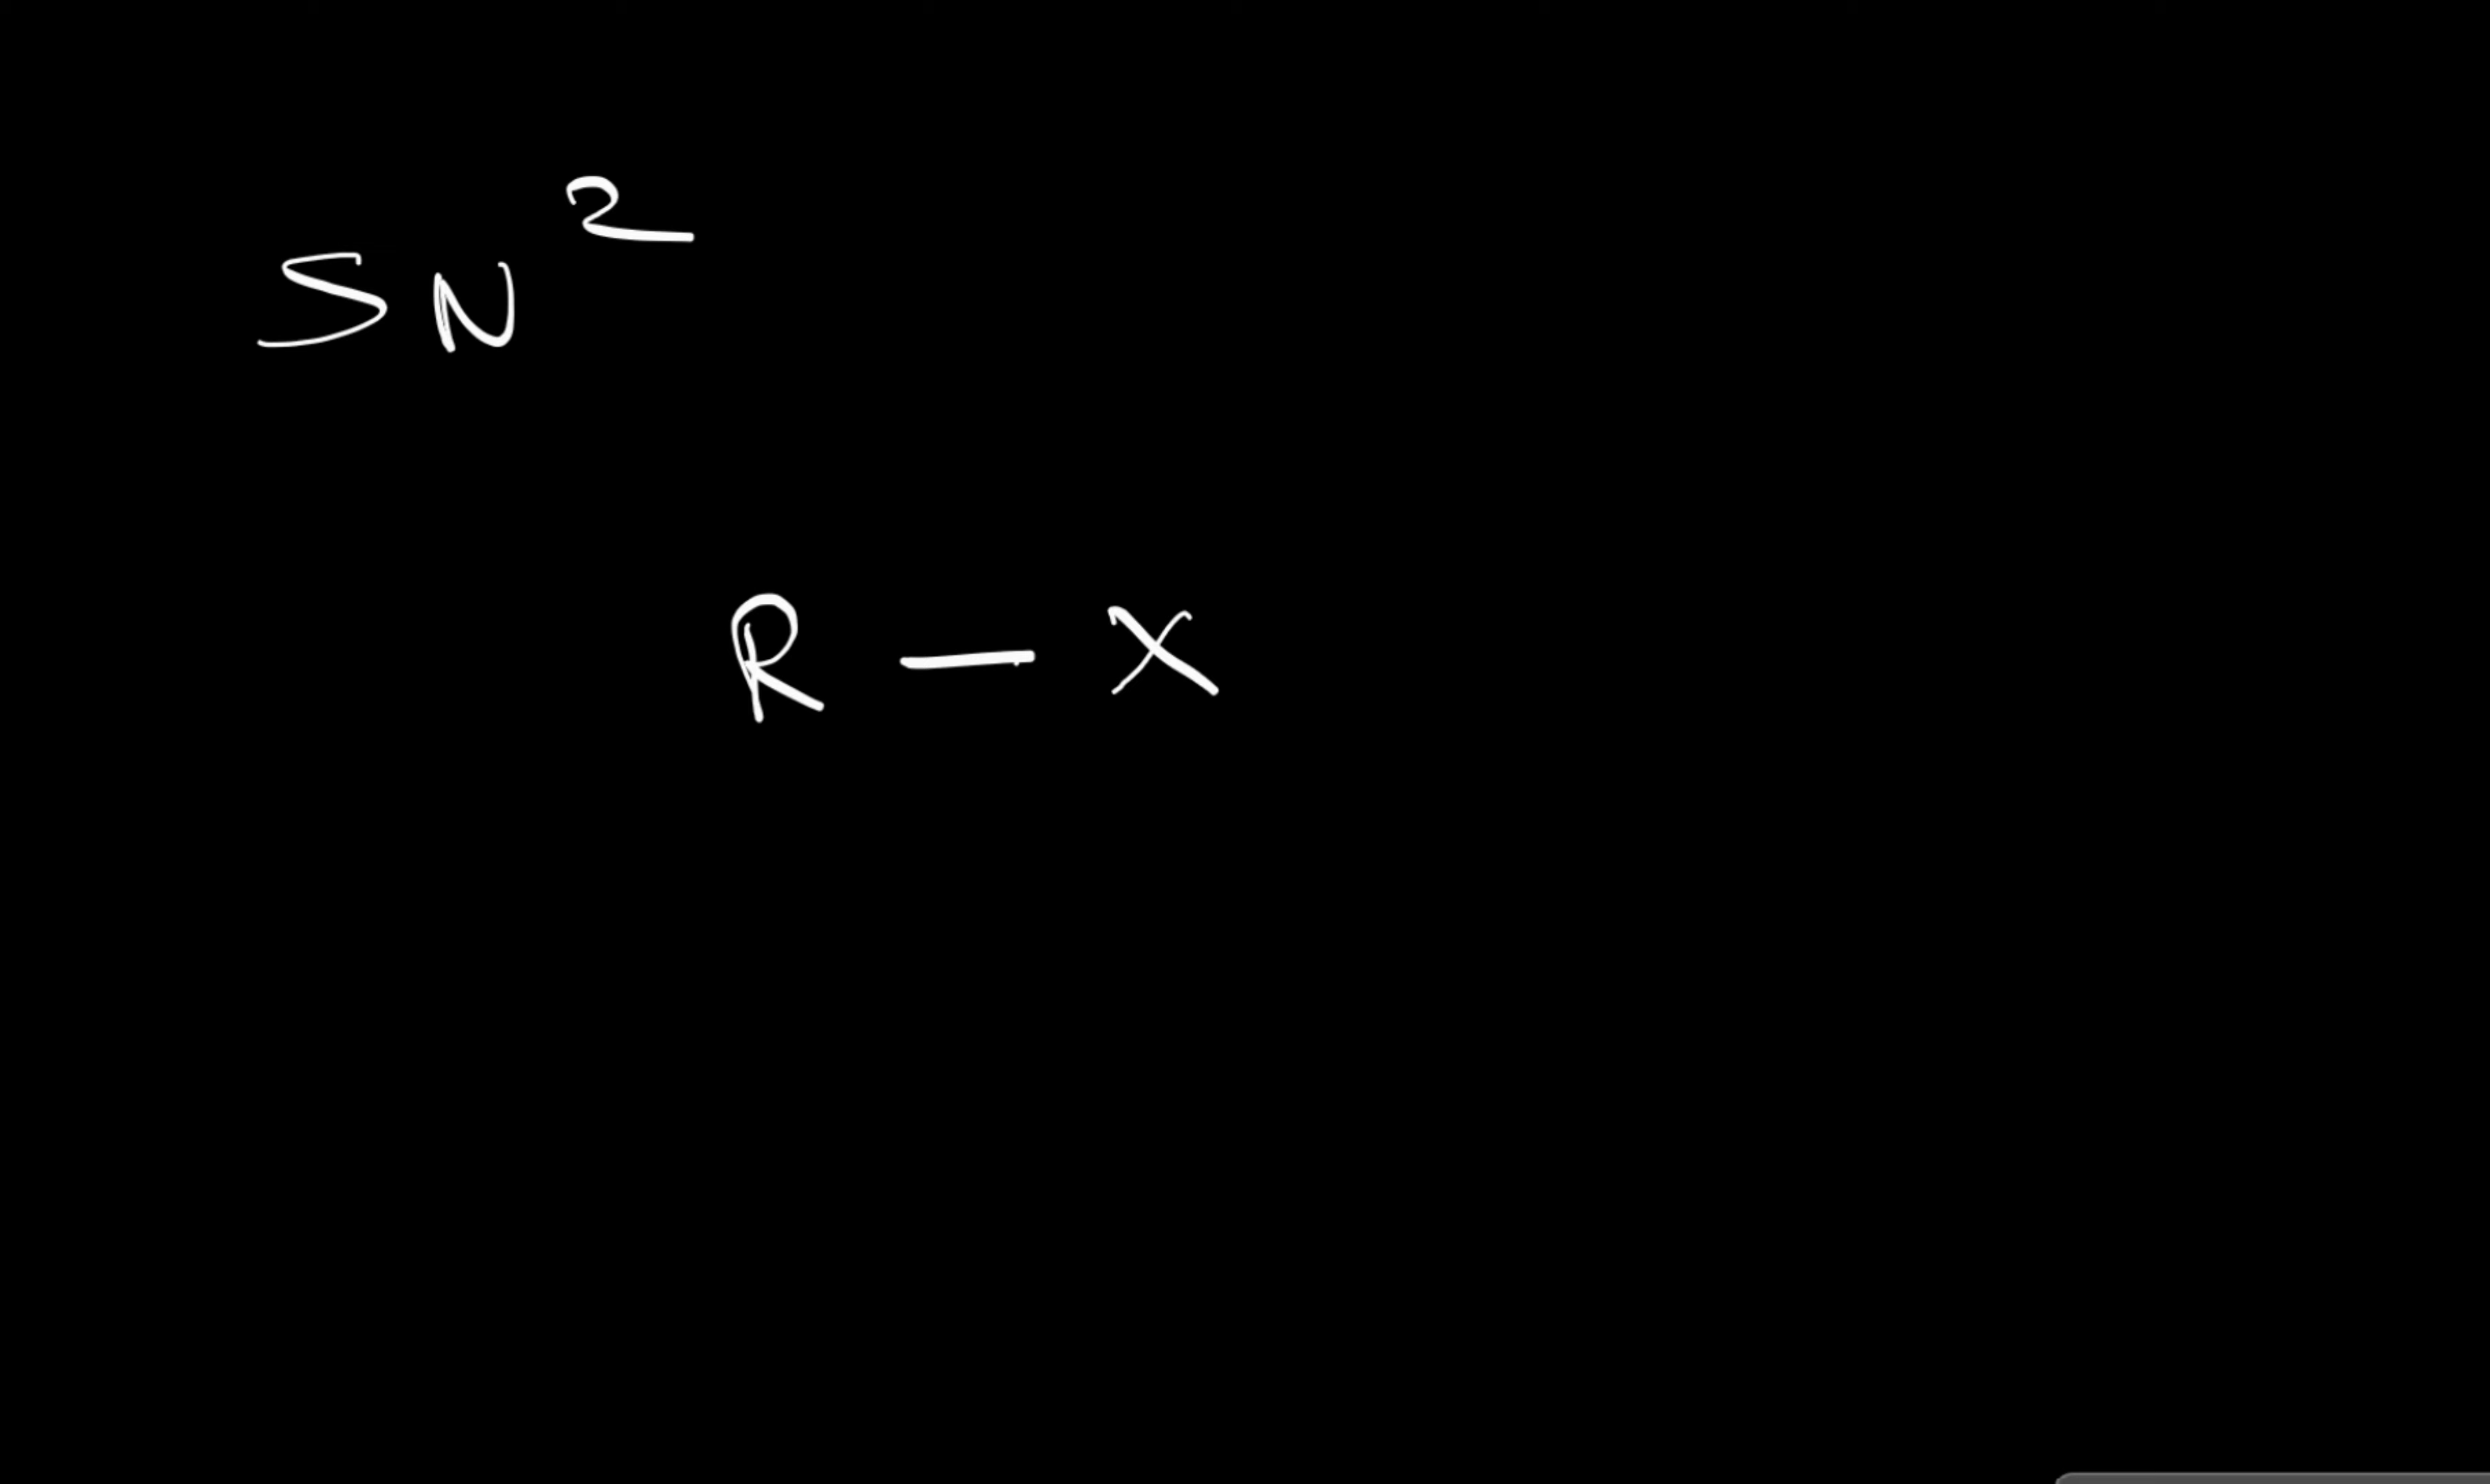 SN²
R — X